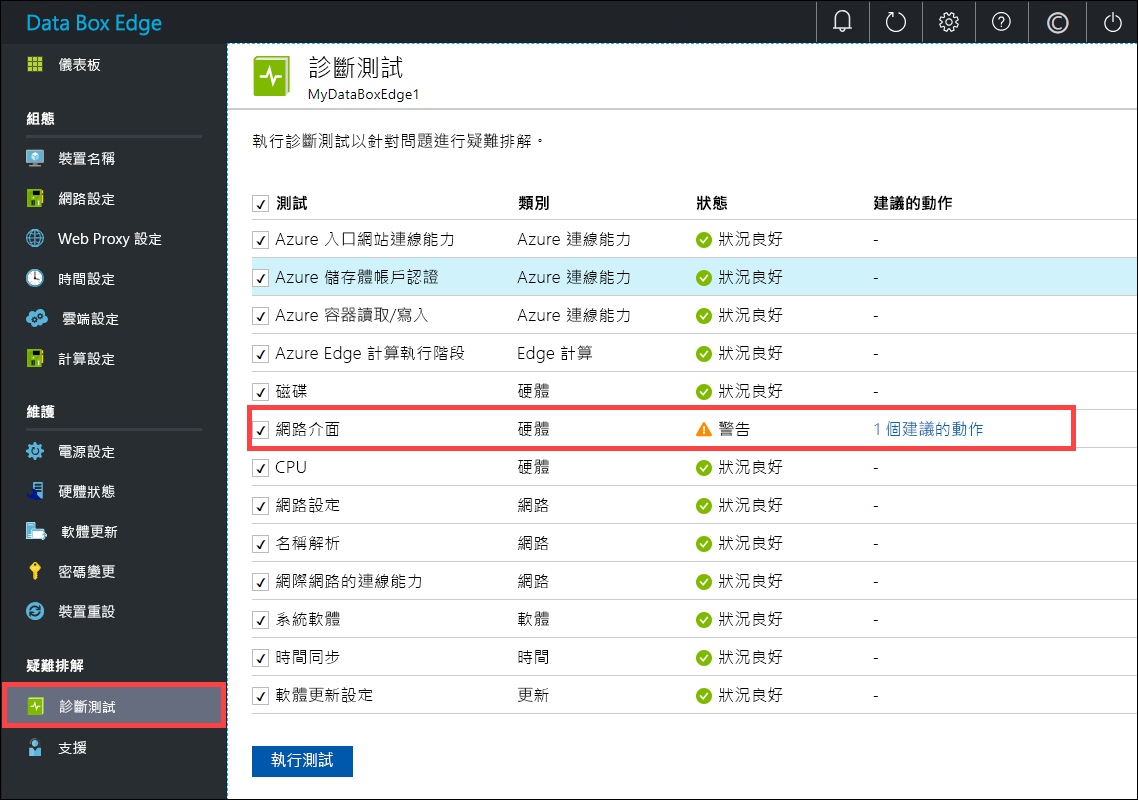 Data Box Edge
儀表板
組態
裝置名稱
網路設定
Web Proxy 設定
時間設定
雲端設定
計算設定
維護
電源設定
硬體狀態
軟體更新
密碼變更
裝置重設
疑難排解
診斷測試
支援
診斷測試
MyDataBoxEdge1
執行診斷測試以針對問題進行疑難排解。
測試 類別 狀態 建議的動作
Azure 入口網站連線能力 Azure 連線能力 狀況良好 -
Azure 儲存體帳戶認證 Azure 連線能力 狀況良好 -
Azure 容器讀取/寫入 Azure 連線能力 狀況良好 -
Azure Edge 計算執行階段 Edge 計算 狀況良好 -
磁碟 硬體 狀況良好 -
網路介面 硬體 警告 1 個建議的動作
CPU 硬體 狀況良好 -
網路設定 網路 狀況良好 -
名稱解析 網路 狀況良好 -
網際網路的連線能力 網路 狀況良好 -
系統軟體 軟體 狀況良好 -
時間同步 時間 狀況良好 -
軟體更新設定 更新 狀況良好 -
執行測試